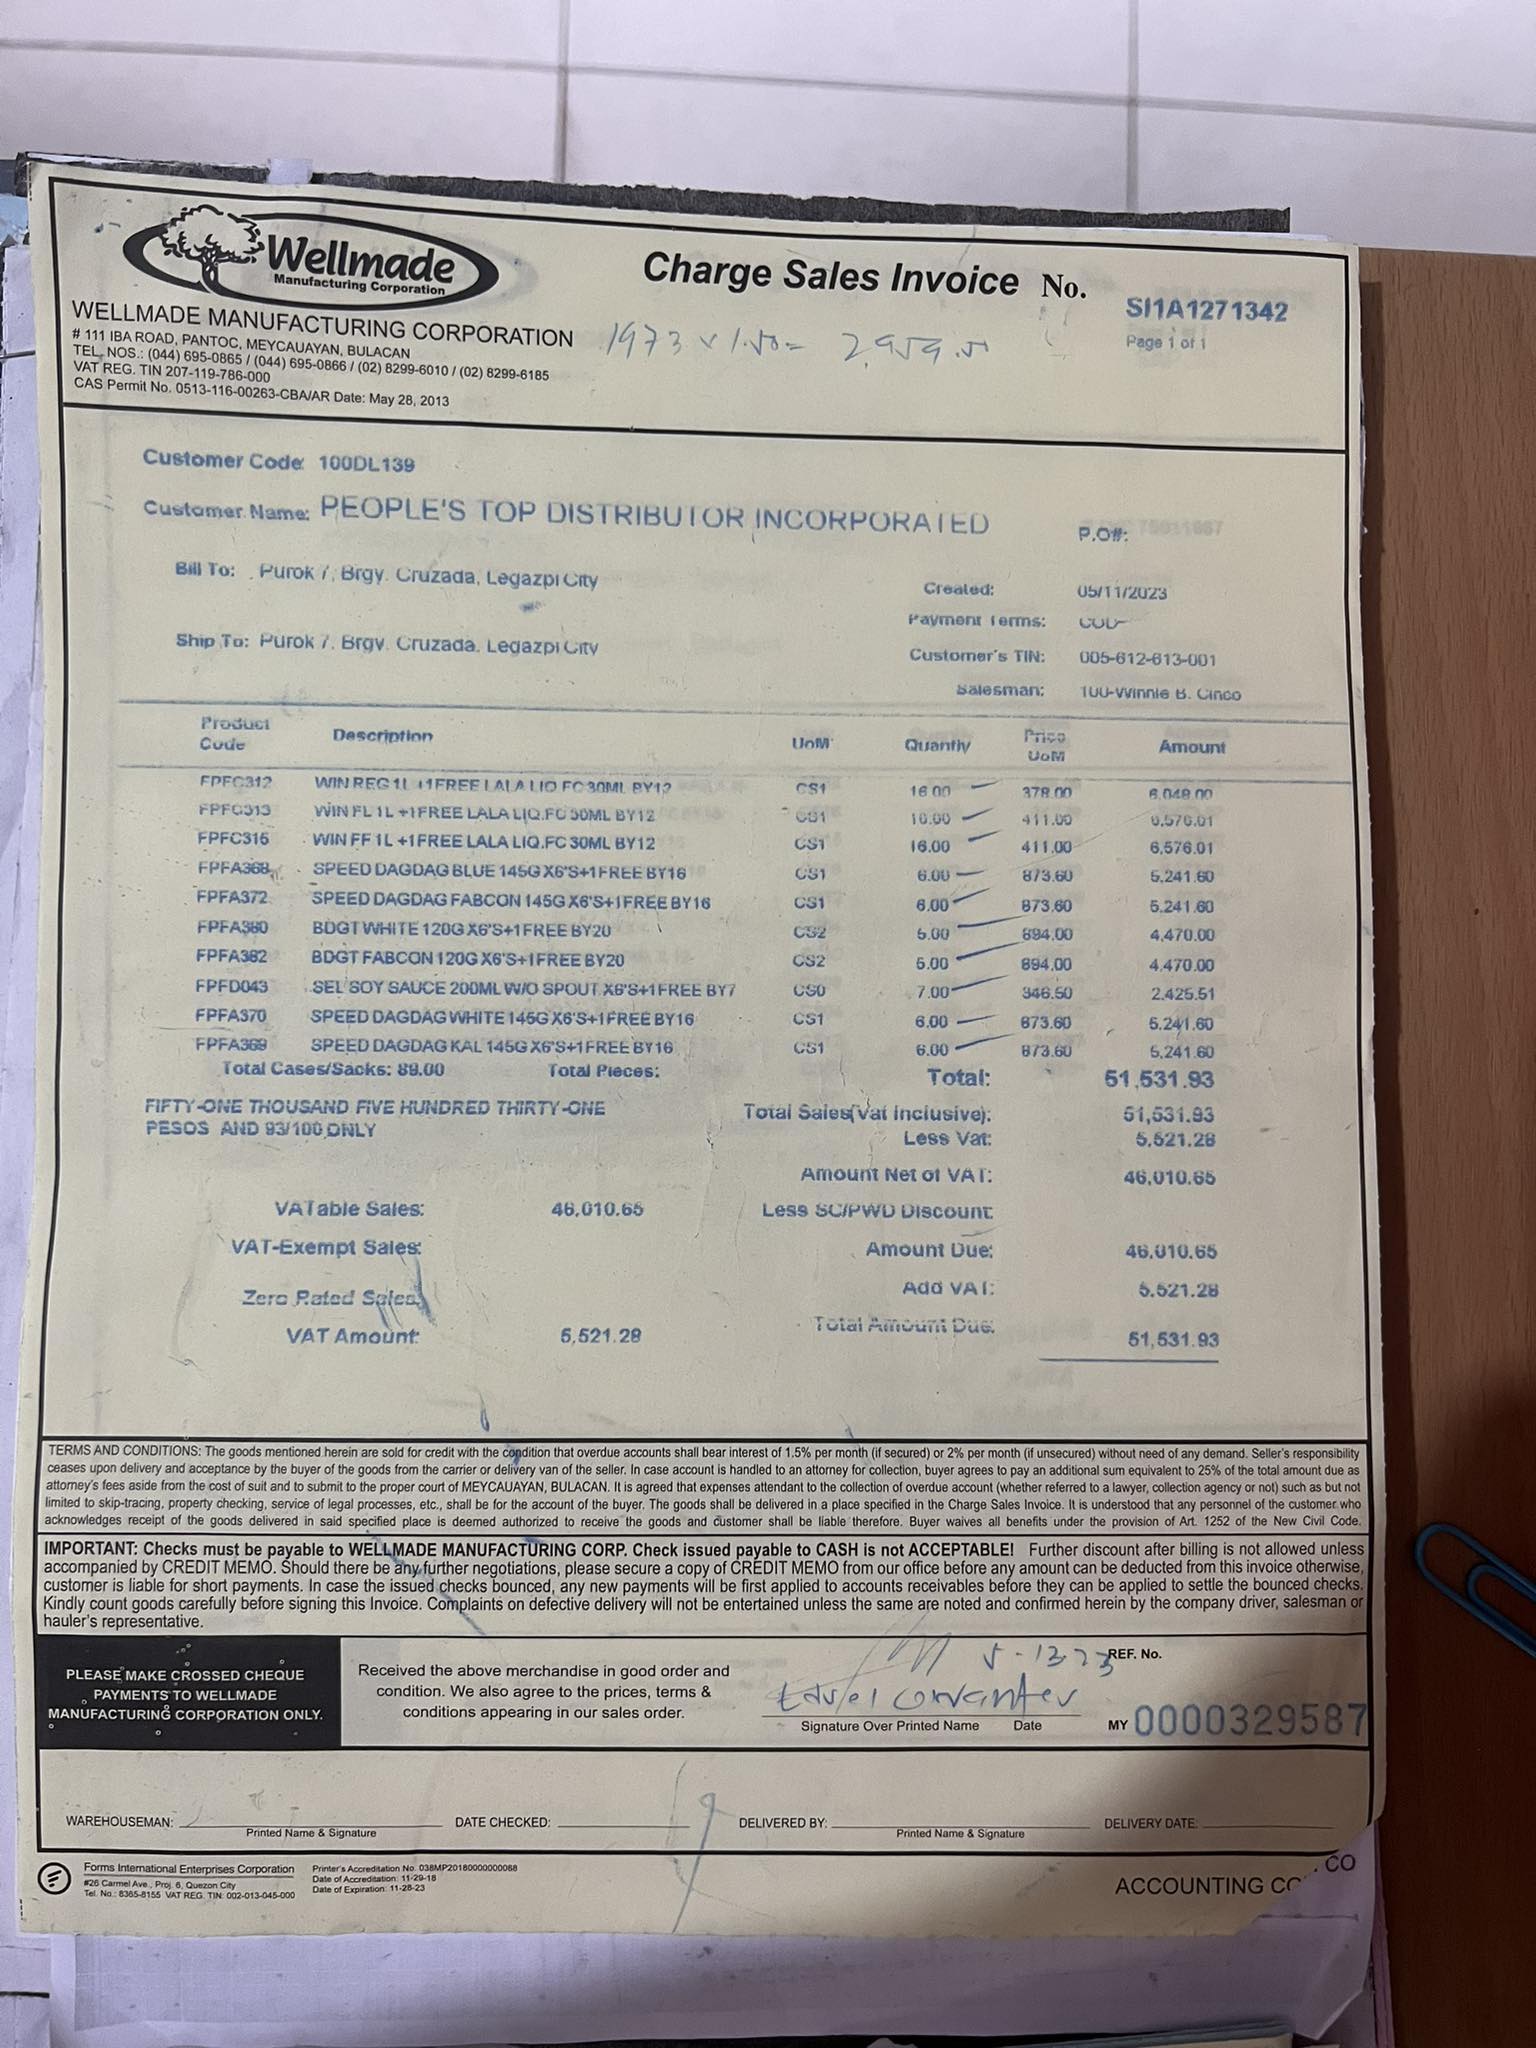 Wellmade
Manufacturing Corporation
Charge Sales Invoice No. SI1A1271342
Page 1 of 1
WELLMADE MANUFACTURING CORPORATION
# 111 IBA ROAD, PANTOC, MEYCAUAYAN, BULACAN
TEL. NOS.: (044) 695-0865 / (044) 695-0866 / (02) 8299-6010 / (02) 8299-6185
VAT REG. TIN 207-119-786-000
CAS Permit No. 0513-116-00263-CBA/AR Date: May 28, 2013
1973 x 1.50 = 2,959.50
Customer Code: 100DL139
Customer Name: PEOPLE'S TOP DISTRIBUTOR INCORPORATED
P.O#:
Bill To: Purok 7, Brgy. Cruzada, Legazpi City
Created: 05/11/2023
Payment Terms: COD
Ship To: Purok 7, Brgy. Cruzada, Legazpi City
Customer's TIN: 005-612-613-001
Salesman: 100-Winnie B. Cinco
Product Code Description UoM Quantity Price UoM Amount
FPFC312 WIN REG 1L +1FREE LALA LIQ.FC 30ML BY12 CS1 16.00 378.00 6,048.00
FPFC313 WIN FL 1L +1FREE LALA LIQ.FC 30ML BY12 CS1 16.00 411.00 6,576.01
FPFC315 WIN FF 1L +1FREE LALA LIQ.FC 30ML BY12 CS1 16.00 411.00 6,576.01
FPFA368 SPEED DAGDAG BLUE 145G X6'S+1FREE BY16 CS1 6.00 873.60 5,241.60
FPFA372 SPEED DAGDAG FABCON 145G X6'S+1FREE BY16 CS1 6.00 873.60 5,241.60
FPFA380 BDGT WHITE 120G X6'S+1FREE BY20 CS2 5.00 894.00 4,470.00
FPFA382 BDGT FABCON 120G X6'S+1FREE BY20 CS2 5.00 894.00 4,470.00
FPFD043 SEL SOY SAUCE 200ML W/O SPOUT X6'S+1FREE BY7 CS0 7.00 346.50 2,425.51
FPFA370 SPEED DAGDAG WHITE 145G X6'S+1FREE BY16 CS1 6.00 873.60 5,241.60
FPFA369 SPEED DAGDAG KAL 145G X6'S+1FREE BY16 CS1 6.00 873.60 5,241.60
Total Cases/Sacks: 89.00 Total Pieces: Total: 51,531.93
FIFTY-ONE THOUSAND FIVE HUNDRED THIRTY-ONE
PESOS AND 93/100 ONLY
Total Sales(Vat Inclusive): 51,531.93
Less Vat: 5,521.28
Amount Net of VAT: 46,010.65
VATable Sales: 46,010.65 Less SC/PWD Discount:
VAT-Exempt Sales: Amount Due: 46,010.65
Zero Rated Sales: Add VAT: 5,521.28
VAT Amount: 5,521.28 Total Amount Due: 51,531.93
TERMS AND CONDITIONS: The goods mentioned herein are sold for credit with the condition that overdue accounts shall bear interest of 1.5% per month (if secured) or 2% per month (if unsecured) without need of any demand. Seller's responsibility
ceases upon delivery and acceptance by the buyer of the goods from the carrier or delivery van of the seller. In case account is handled to an attorney for collection, buyer agrees to pay an additional sum equivalent to 25% of the total amount due as
attorney's fees aside from the cost of suit and to submit to the proper court of MEYCAUAYAN, BULACAN. It is agreed that expenses attendant to the collection of overdue account (whether referred to a lawyer, collection agency or not) such as but not
limited to skip-tracing, property checking, service of legal processes, etc., shall be for the account of the buyer. The goods shall be delivered in a place specified in the Charge Sales Invoice. It is understood that any personnel of the customer who
acknowledges receipt of the goods delivered in said specified place is deemed authorized to receive the goods and customer shall be liable therefore. Buyer waives all benefits under the provision of Art. 1252 of the New Civil Code.
IMPORTANT: Checks must be payable to WELLMADE MANUFACTURING CORP. Check issued payable to CASH is not ACCEPTABLE! Further discount after billing is not allowed unless
accompanied by CREDIT MEMO. Should there be any further negotiations, please secure a copy of CREDIT MEMO from our office before any amount can be deducted from this invoice otherwise,
customer is liable for short payments. In case the issued checks bounced, any new payments will be first applied to accounts receivables before they can be applied to settle the bounced checks.
Kindly count goods carefully before signing this Invoice. Complaints on defective delivery will not be entertained unless the same are noted and confirmed herein by the company driver, salesman or
hauler's representative.
PLEASE MAKE CROSSED CHEQUE
PAYMENTS TO WELLMADE
MANUFACTURING CORPORATION ONLY.
Received the above merchandise in good order and
condition. We also agree to the prices, terms &
conditions appearing in our sales order.
5-13-23
Signature Over Printed Name Date
REF. No.
MY 0000329587
WAREHOUSEMAN: DATE CHECKED: DELIVERED BY: DELIVERY DATE:
Printed Name & Signature Printed Name & Signature
Forms International Enterprises Corporation
#26 Carmel Ave., Proj. 6, Quezon City
Tel. No.: 8365-8155 VAT REG. TIN: 002-013-045-000
Printer's Accreditation No. 038MP20180000000068
Date of Accreditation: 11-29-18
Date of Expiration: 11-28-23
CO
ACCOUNTING CO